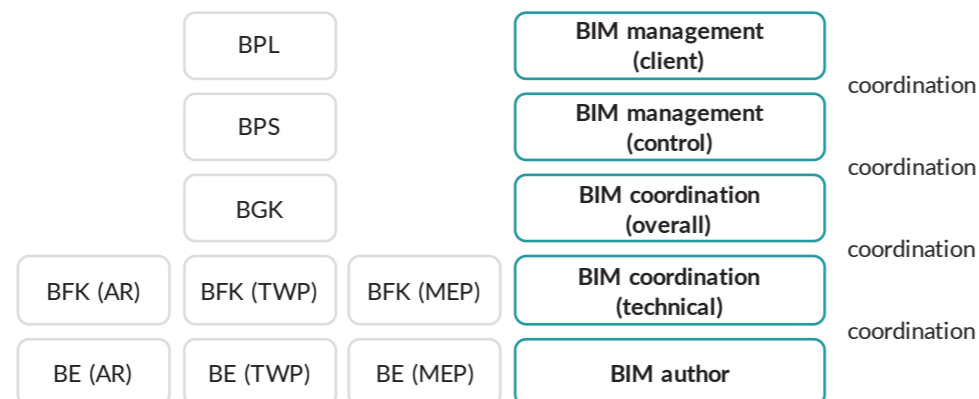 BPL
BIM management
(client)
coordination
BPS
BIM management
(control)
coordination
BGK
BIM coordination
(overall)
coordination
BFK (AR)
BFK (TWP)
BFK (MEP)
BIM coordination
(technical)
coordination
BE (AR)
BE (TWP)
BE (MEP)
BIM author